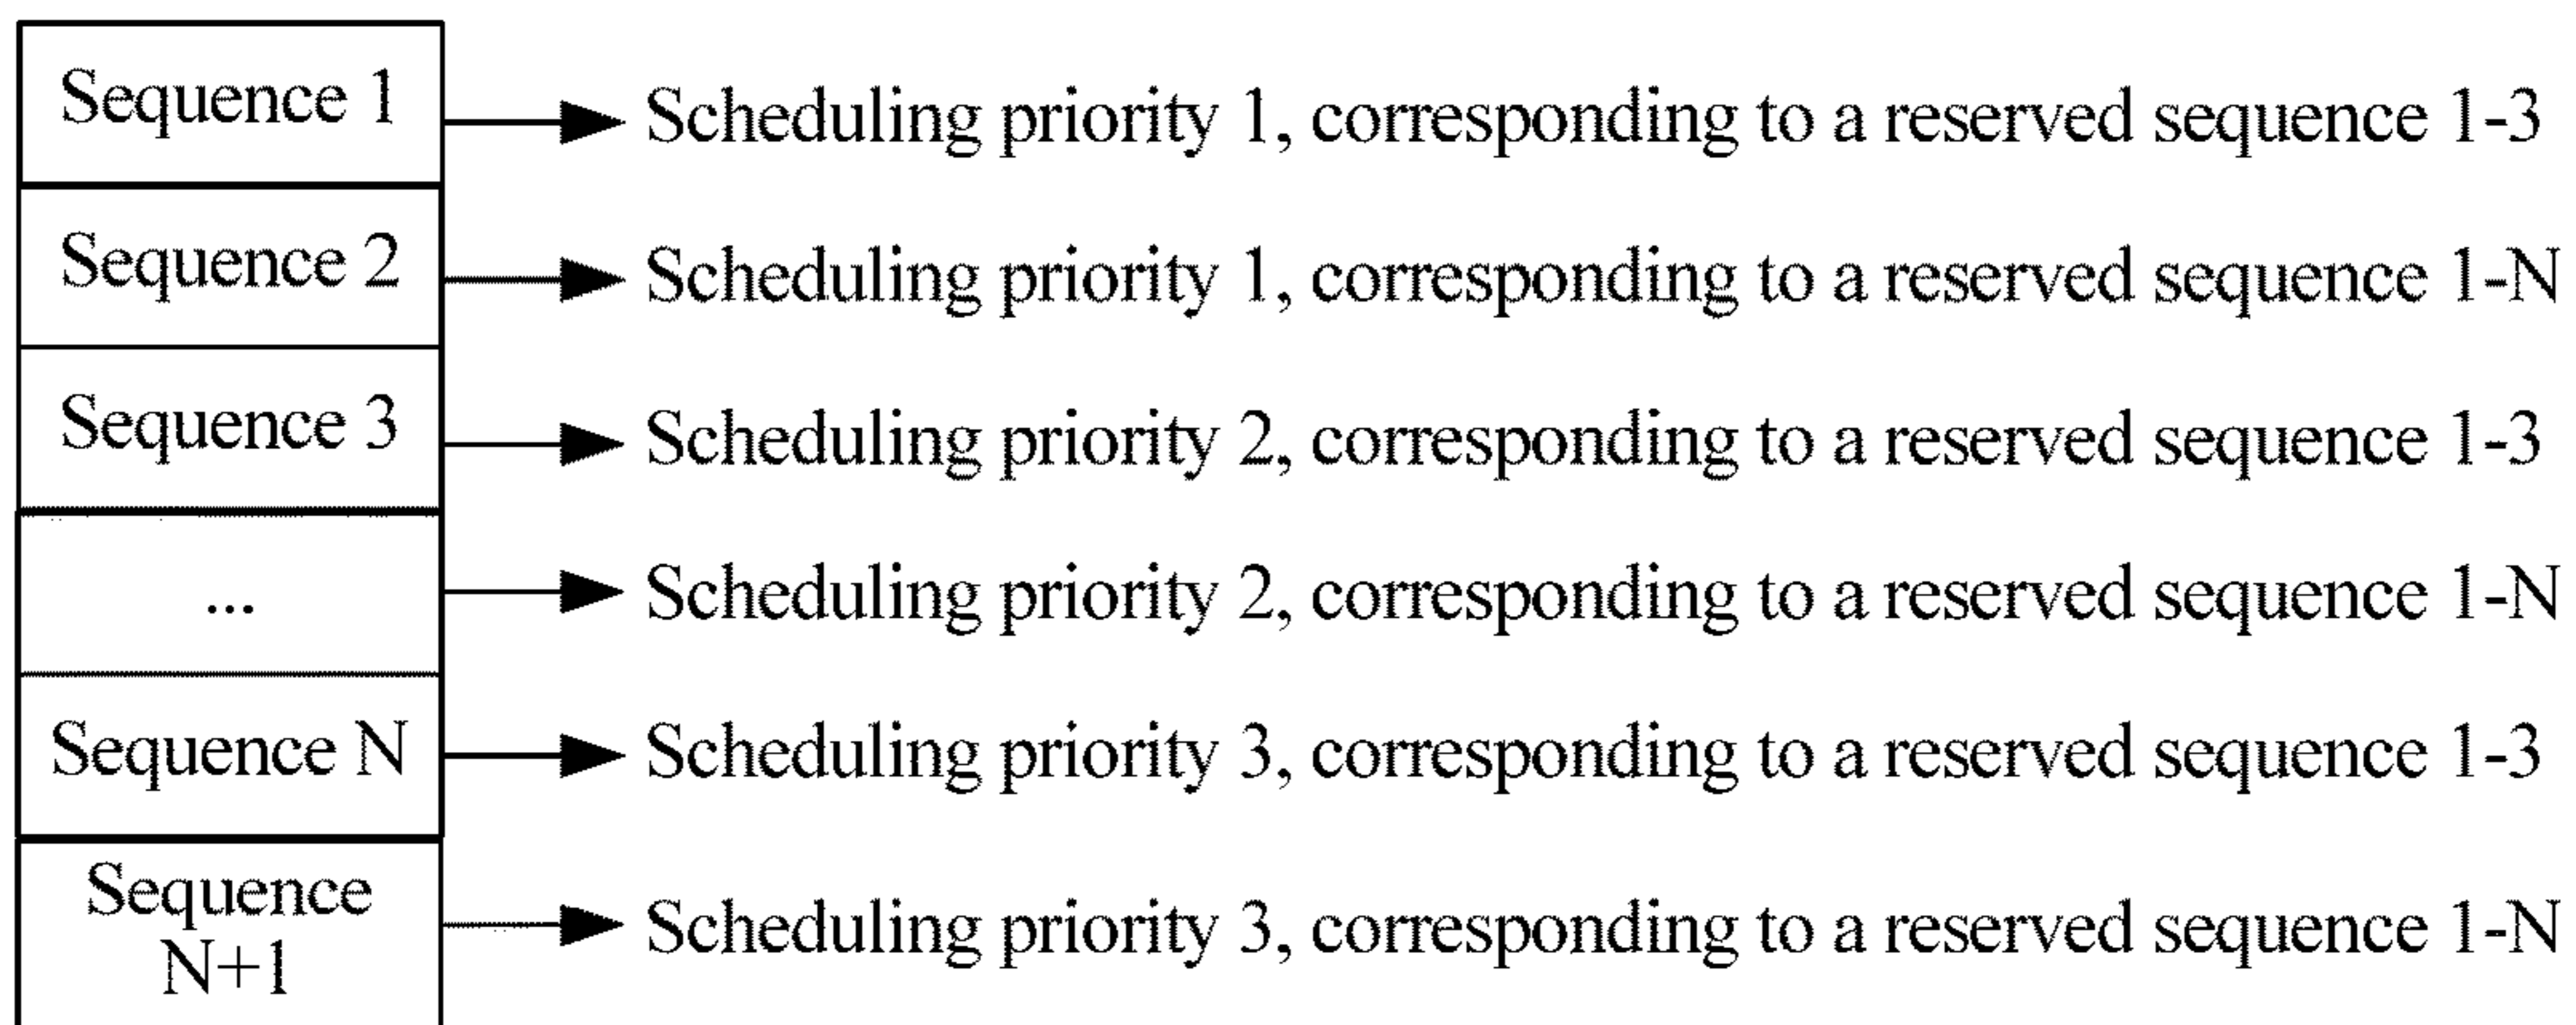 Sequence 1
Scheduling priority 1, corresponding to a reserved sequence 1-3
Sequence 2
Scheduling priority 1, corresponding to a reserved sequence 1-N
Sequence 3
Scheduling priority 2, corresponding to a reserved sequence 1-3
...
Scheduling priority 2, corresponding to a reserved sequence 1-N
Sequence N
Scheduling priority 3, corresponding to a reserved sequence 1-3
Sequence
N+1
Scheduling priority 3, corresponding to a reserved sequence 1-N